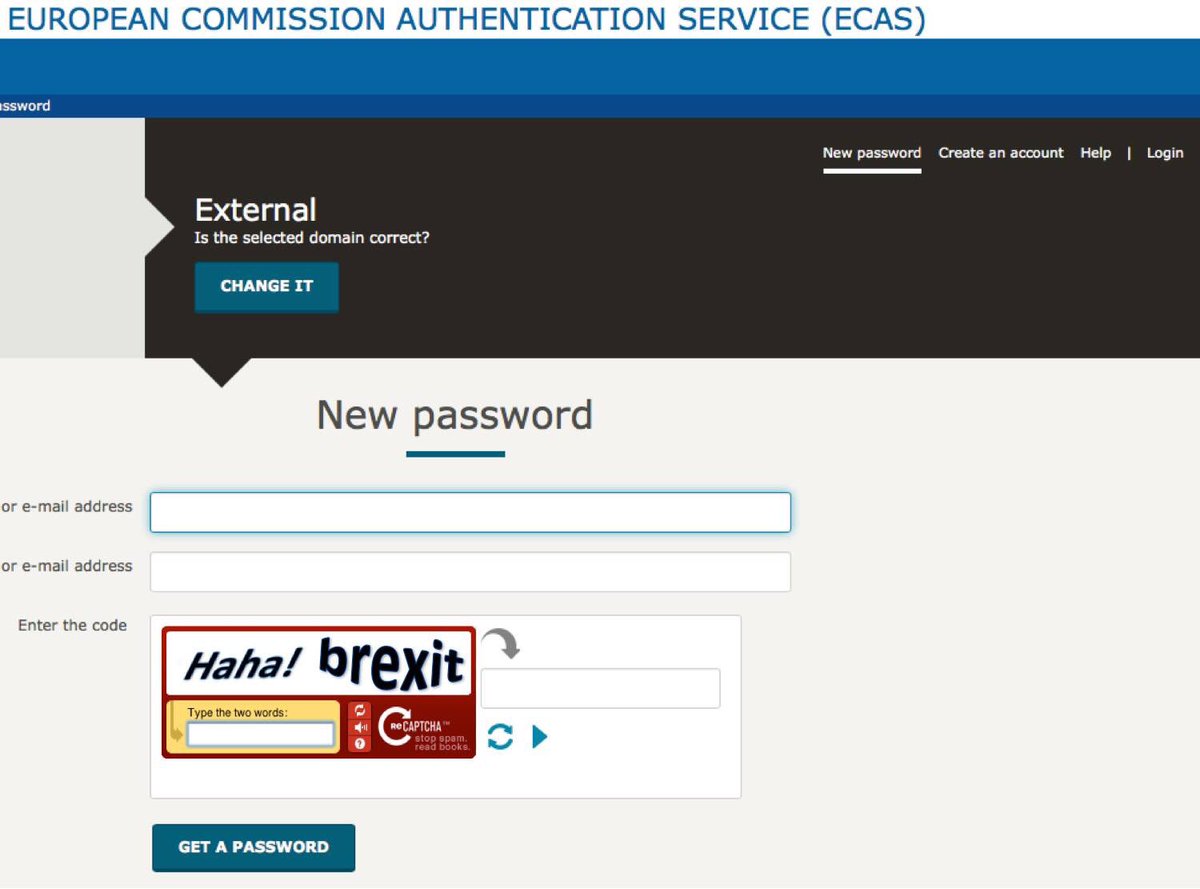 EUROPEAN COMMISSION AUTHENTICATION SERVICE (ECAS)
assword
New password Create an account Help | Login
External
Is the selected domain correct?
CHANGE IT
New password
or e-mail address
or e-mail address
Enter the code
Haha! brexit
Type the two words:
reCAPTCHA™
stop spam.
read books.
GET A PASSWORD